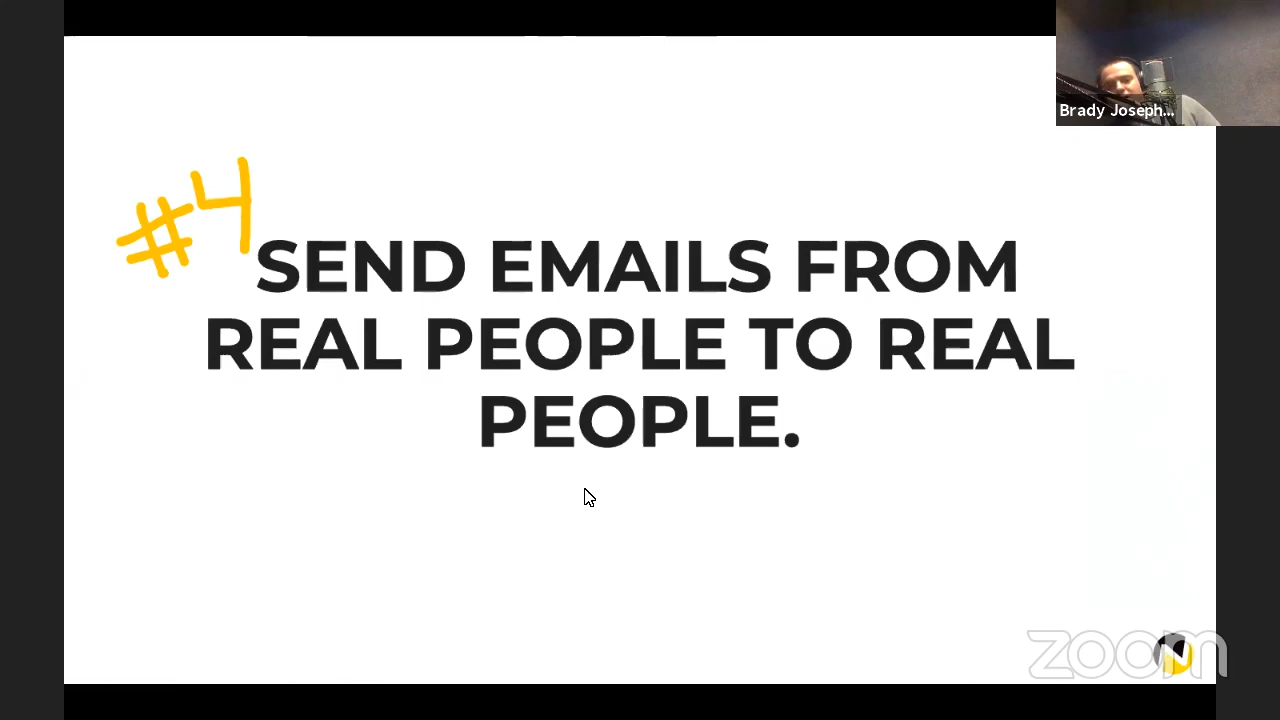 Brady Joseph...
#4
SEND EMAILS FROM
REAL PEOPLE TO REAL
PEOPLE.
zoom